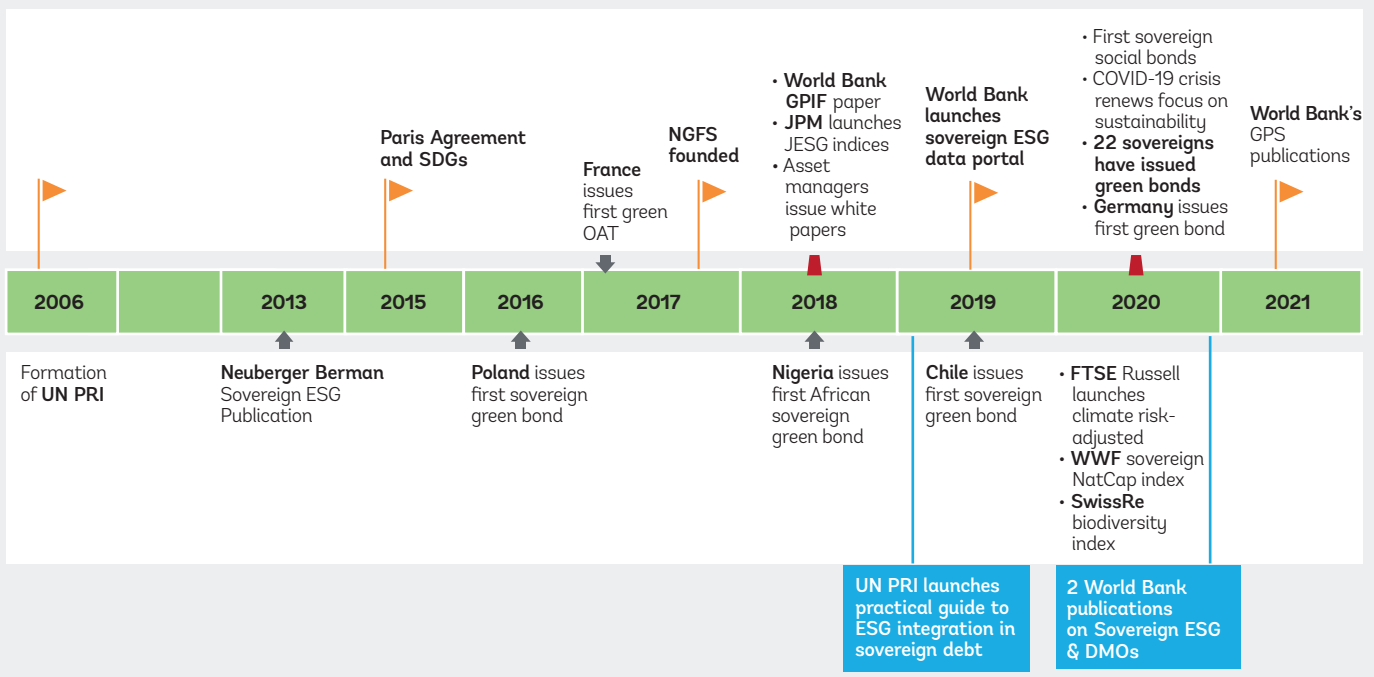 Paris Agreement
and SDGs
France
issues
first green
OAT
NGFS
founded
• World Bank
GPIF paper
• JPM launches
JESG indices
• Asset
managers
issue white
papers
World Bank
launches
sovereign ESG
data portal
• First sovereign
social bonds
• COVID-19 crisis
renews focus on
sustainability
• 22 sovereigns
have issued
green bonds
• Germany issues
first green bond
World Bank's
GPS
publications
2006
2013
2015
2016
2017
2018
2019
2020
2021
Formation
of UN PRI
Neuberger Berman
Sovereign ESG
Publication
Poland issues
first sovereign
green bond
Nigeria issues
first African
sovereign
green bond
Chile issues
first sovereign
green bond
• FTSE Russell
launches
climate risk-
adjusted
• WWF sovereign
NatCap index
• SwissRe
biodiversity
index
UN PRI launches
practical guide to
ESG integration in
sovereign debt
2 World Bank
publications
on Sovereign ESG
& DMOs